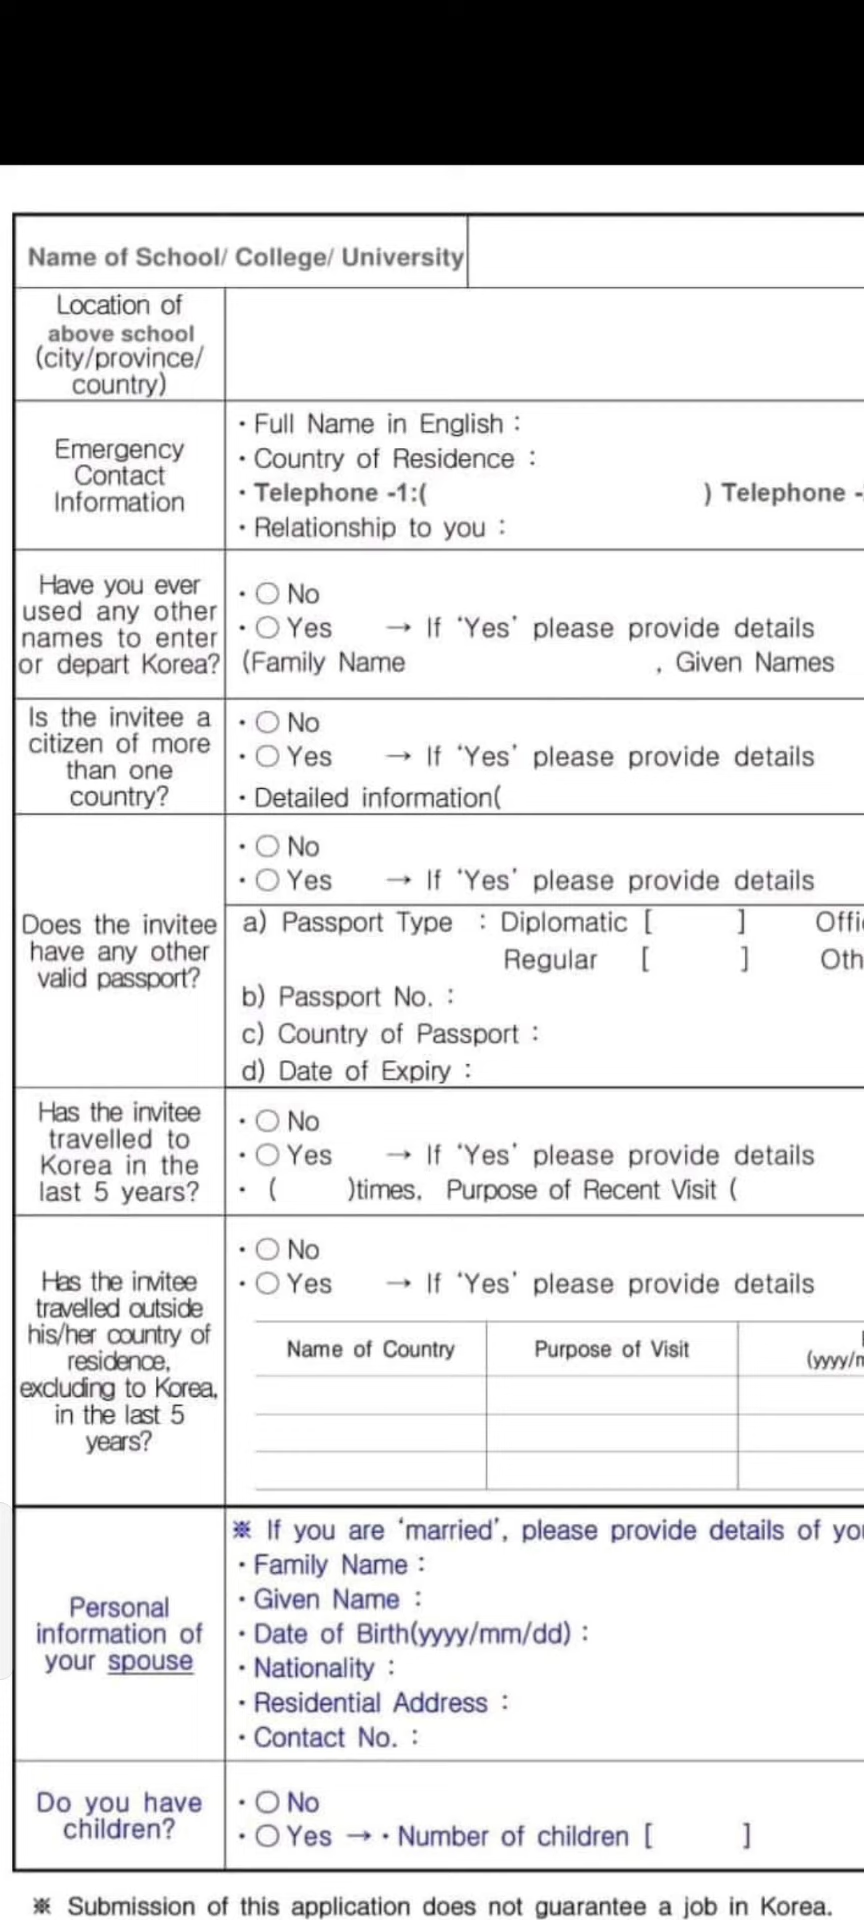 Name of School/ College/ University
Location of
above school
(city/province/
country)
Emergency
Contact
Information
· Full Name in English :
· Country of Residence :
· Telephone -1:( ) Telephone -
· Relationship to you :
Have you ever
used any other
names to enter
or depart Korea?
· ○ No
· ○ Yes → If 'Yes' please provide details
(Family Name , Given Names
Is the invitee a
citizen of more
than one
country?
· ○ No
· ○ Yes → If 'Yes' please provide details
· Detailed information(
Does the invitee
have any other
valid passport?
· ○ No
· ○ Yes → If 'Yes' please provide details
a) Passport Type : Diplomatic [ ] Offi
Regular [ ] Oth
b) Passport No. :
c) Country of Passport :
d) Date of Expiry :
Has the invitee
travelled to
Korea in the
last 5 years?
· ○ No
· ○ Yes → If 'Yes' please provide details
· ( )times, Purpose of Recent Visit (
Has the invitee
travelled outside
his/her country of
residence,
excluding to Korea,
in the last 5
years?
· ○ No
· ○ Yes → If 'Yes' please provide details
Name of Country Purpose of Visit (yyyy/m
Personal
information of
your spouse
※ If you are 'married', please provide details of you
· Family Name :
· Given Name :
· Date of Birth(yyyy/mm/dd) :
· Nationality :
· Residential Address :
· Contact No. :
Do you have
children?
· ○ No
· ○ Yes → · Number of children [ ]
※ Submission of this application does not guarantee a job in Korea.